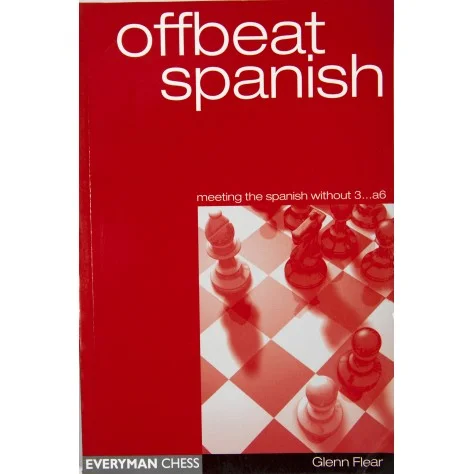 offbeat
spanish
meeting the spanish without 3...a6
EVERYMAN CHESS
Glenn Flear